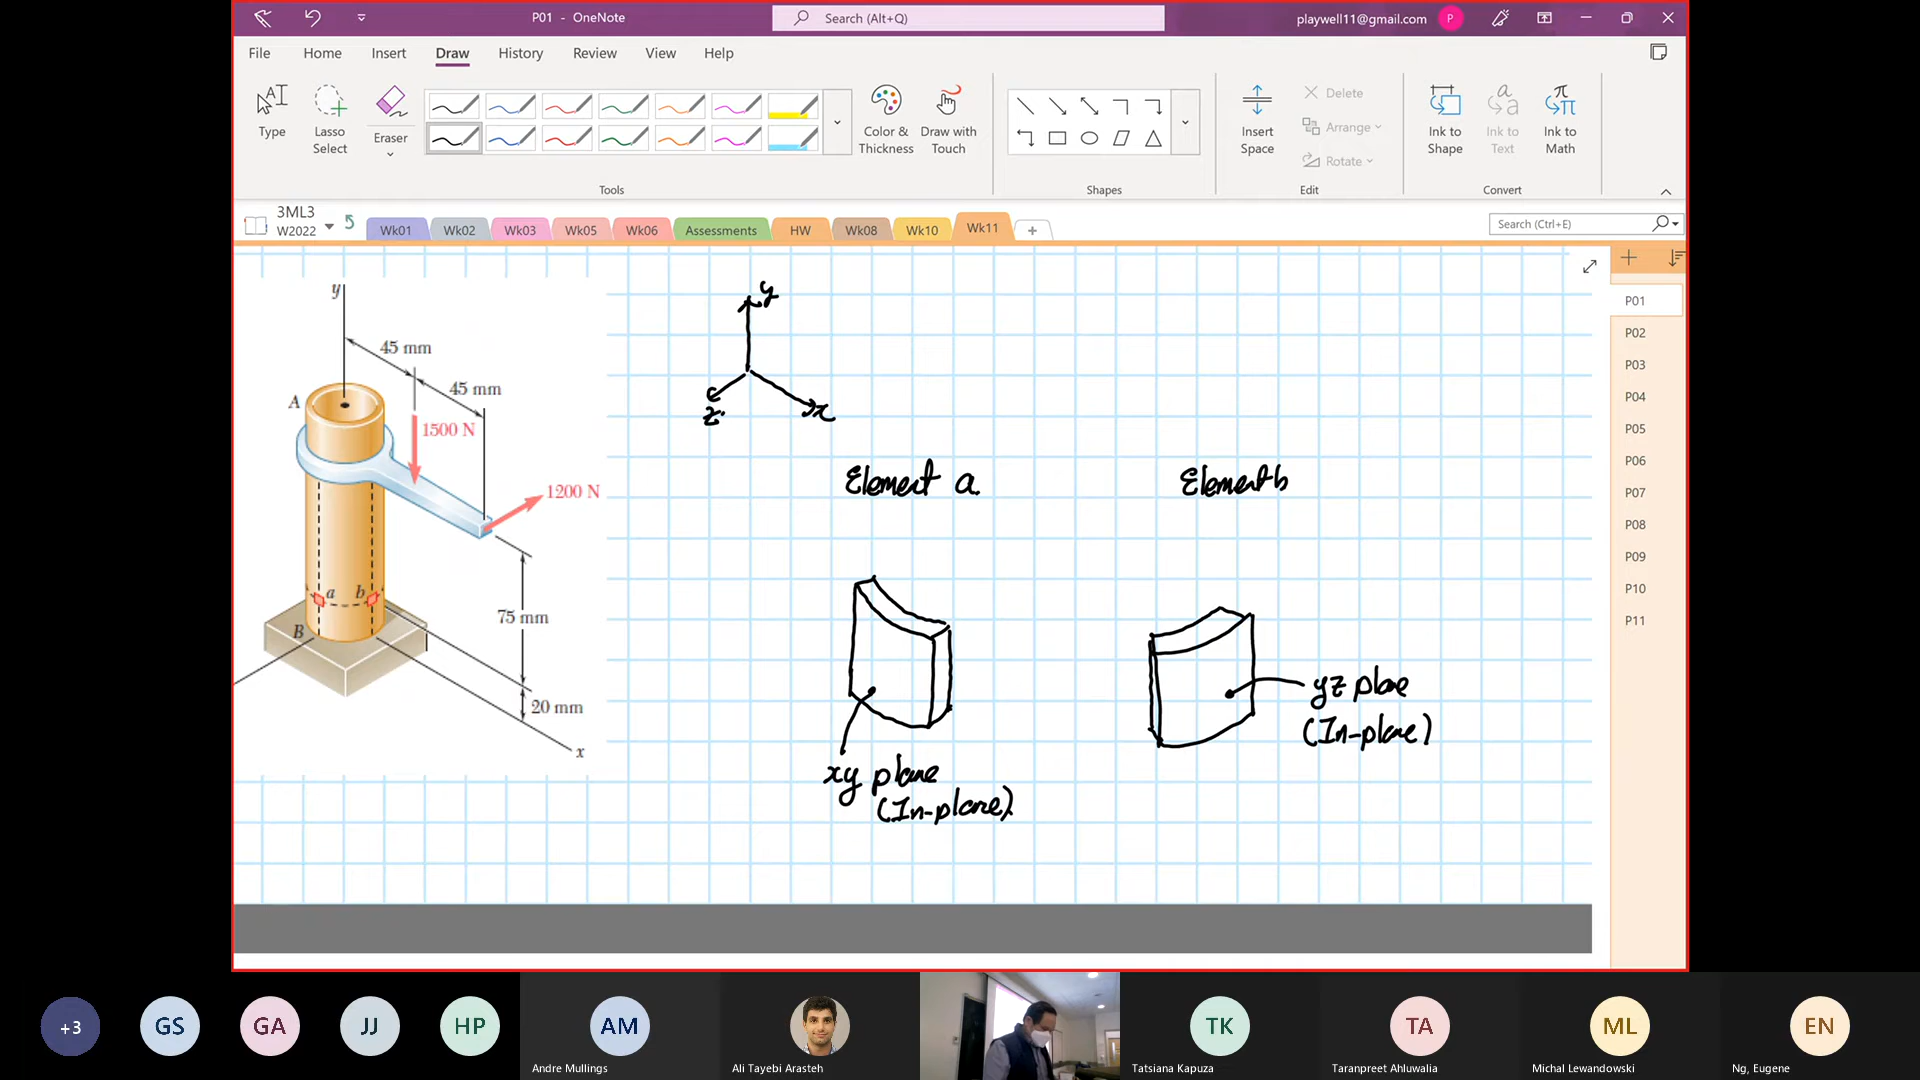 P01 - OneNote
Search (Alt+Q)
playwell11@gmail.com
P
File Home Insert Draw History Review View Help
Type
Lasso Select
Eraser
Color & Thickness
Draw with Touch
Insert Space
Delete
Arrange
Rotate
Ink to Shape
Ink to Text
Ink to Math
Tools
Shapes
Edit
Convert
3ML3
W2022
Wk01 Wk02 Wk03 Wk05 Wk06 Assessments HW Wk08 Wk10 Wk11
Search (Ctrl+E)
P01
P02
P03
P04
P05
P06
P07
P08
P09
P10
P11
y
45 mm
45 mm
A
1500 N
1200 N
a b
75 mm
B
20 mm
x
y
z
x
Element a.
Element b
yz plane
(In-plane)
xy plane
(In-plane)
+3 GS GA JJ HP AM TK TA ML EN
Andre Mullings
Ali Tayebi Arasteh
Tatsiana Kapuza
Taranpreet Ahluwalia
Michal Lewandowski
Ng, Eugene